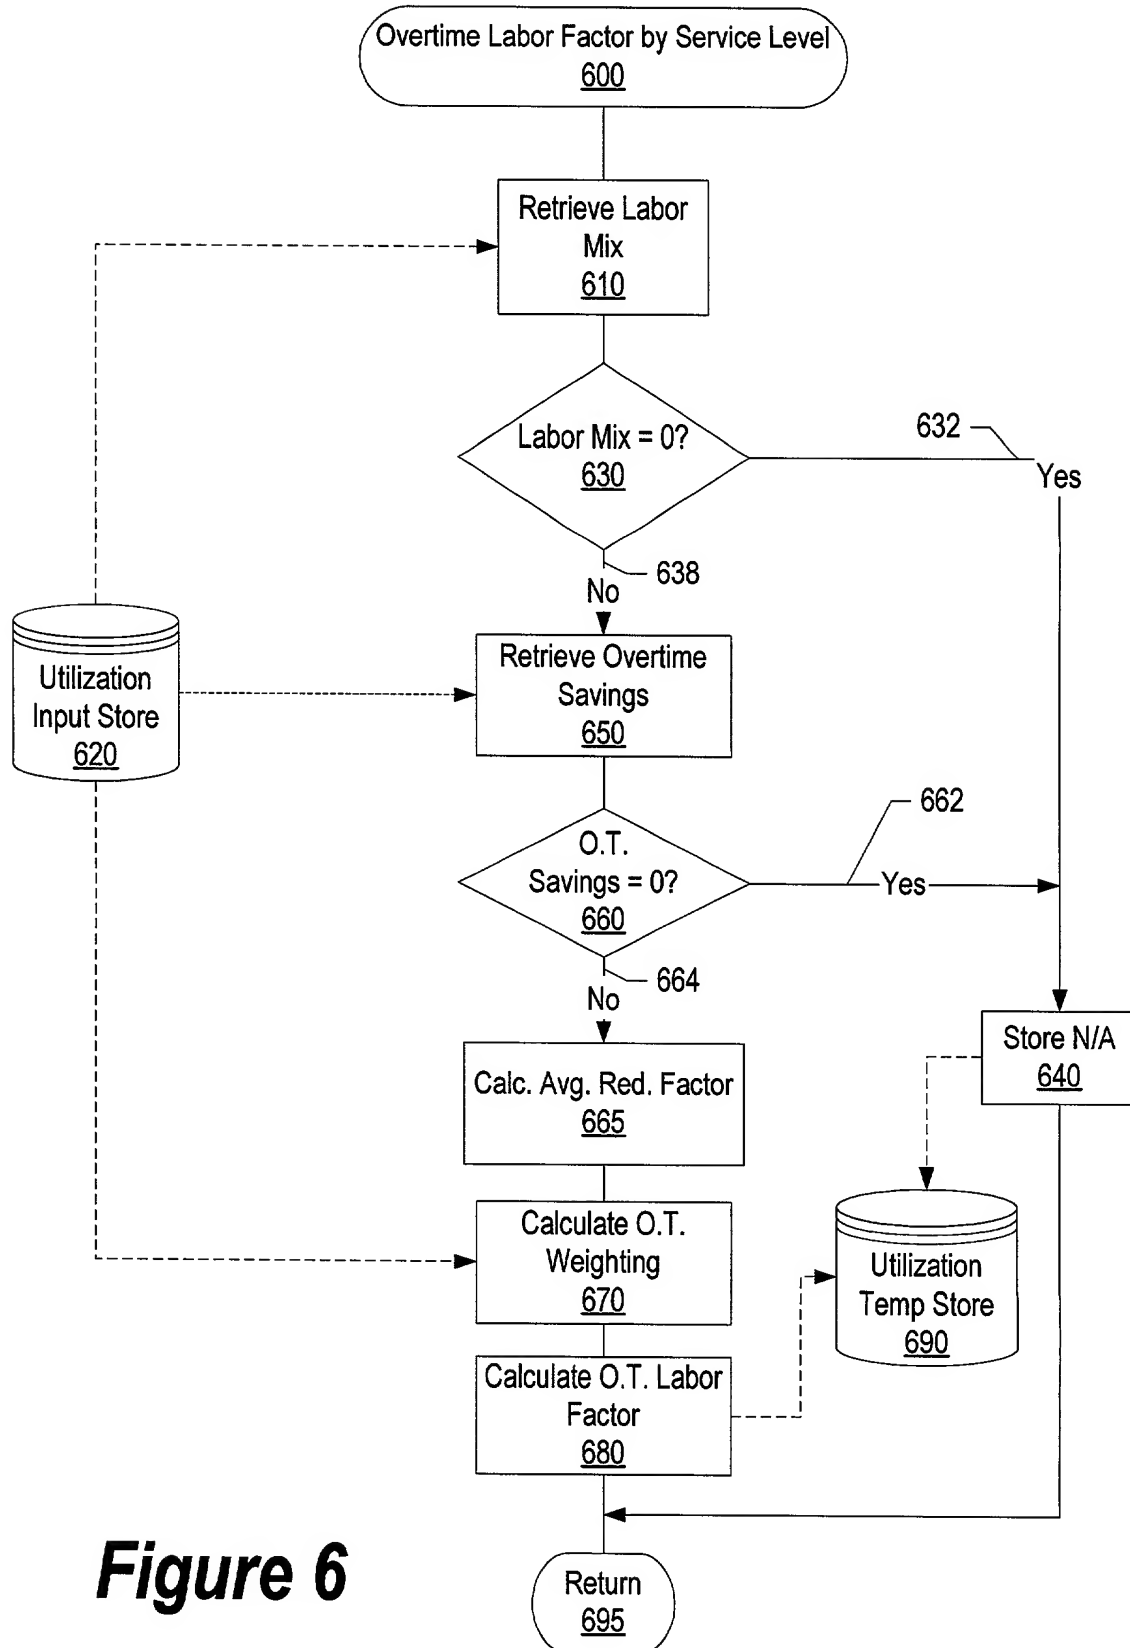 Overtime Labor Factor by Service Level
600
Retrieve Labor
Mix
610
Labor Mix = 0?
630
632
Yes
638
No
Utilization
Input Store
620
Retrieve Overtime
Savings
650
O.T.
Savings = 0?
660
662
Yes
664
No
Store N/A
640
Calc. Avg. Red. Factor
665
Calculate O.T.
Weighting
670
Utilization
Temp Store
690
Calculate O.T. Labor
Factor
680
Figure 6
Return
695